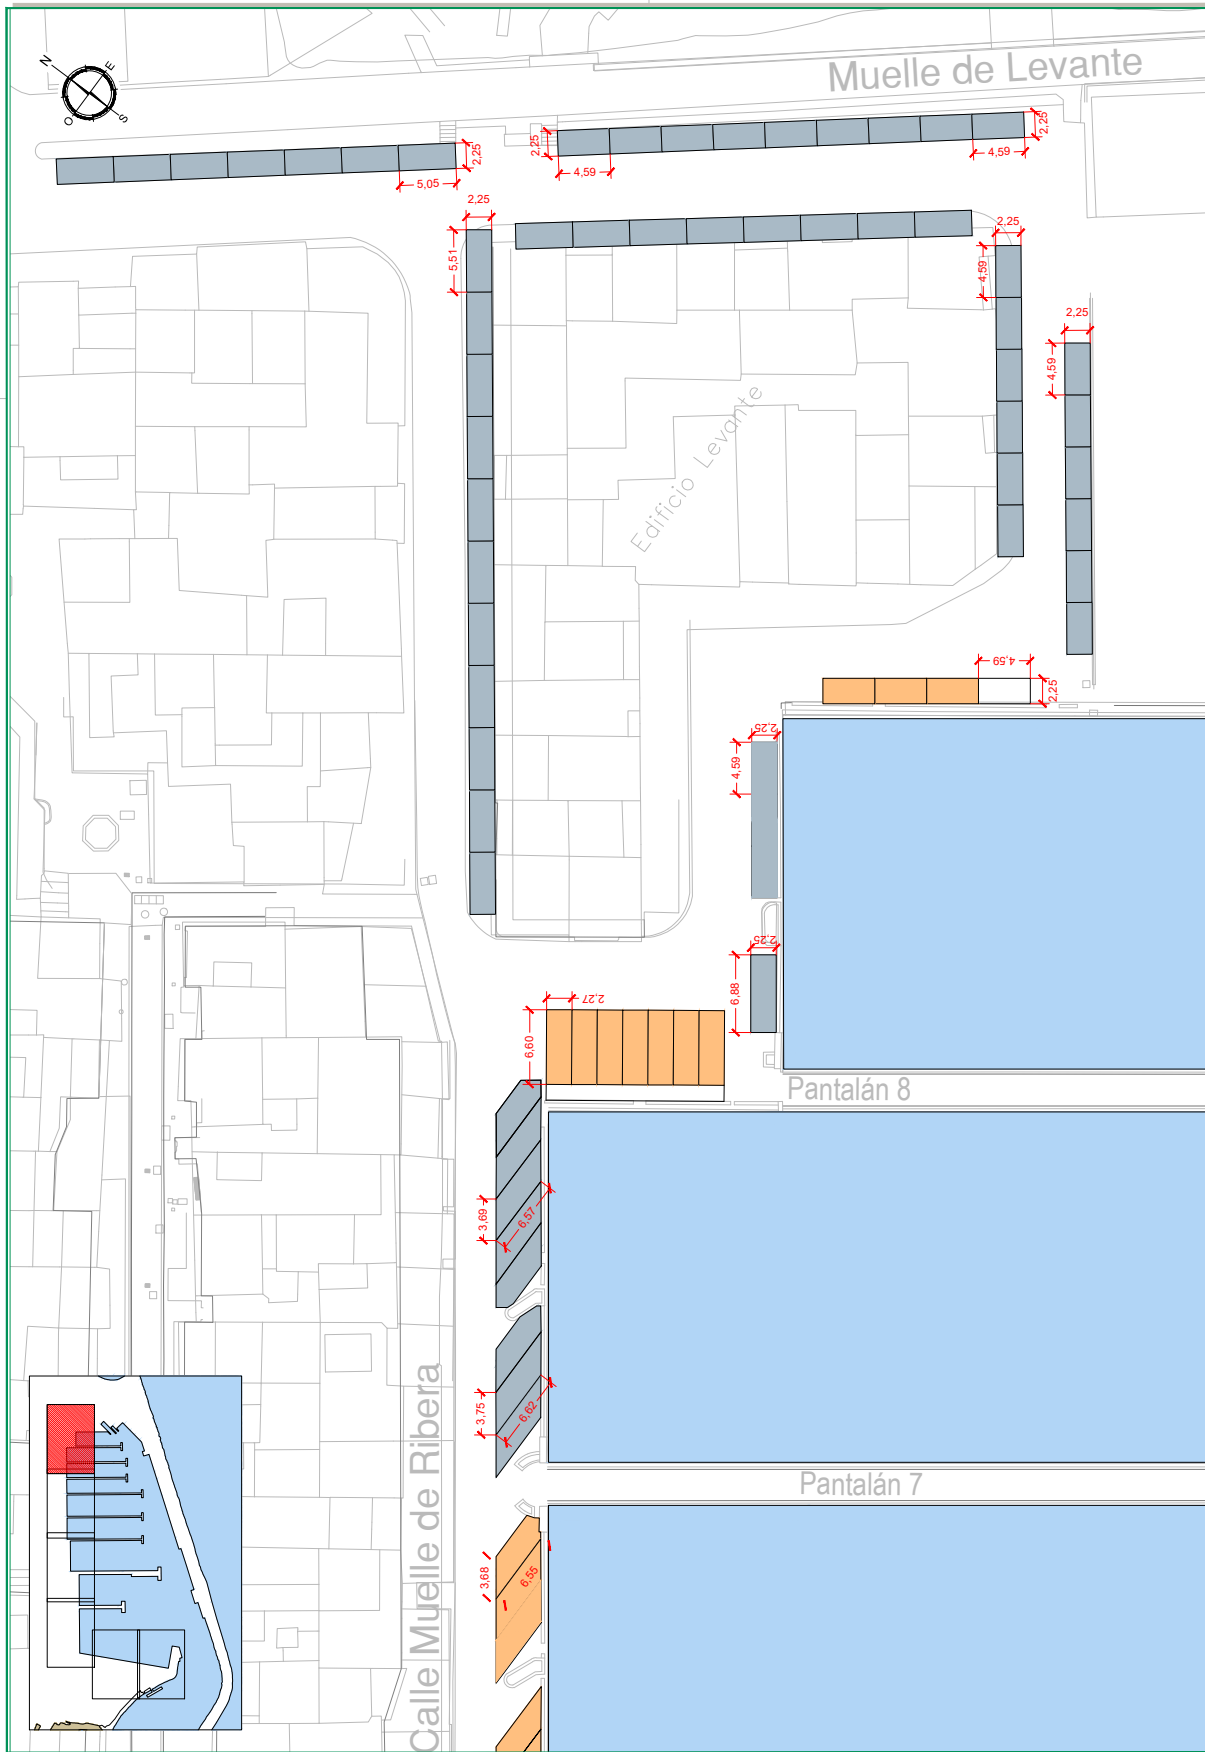 Muelle de Levante
N
E
O
S
2,25
2,25
2,25
4,59
4,59
5,05
2,25
2,25
5,51
4,59
2,25
4,59
Edificio Levante
4,59
2,25
2,25
4,59
2,25
6,88
2,27
6,60
Pantalán 8
3,69
6,57
3,75
6,62
Calle Muelle de Ribera
Pantalán 7
3,68
6,55